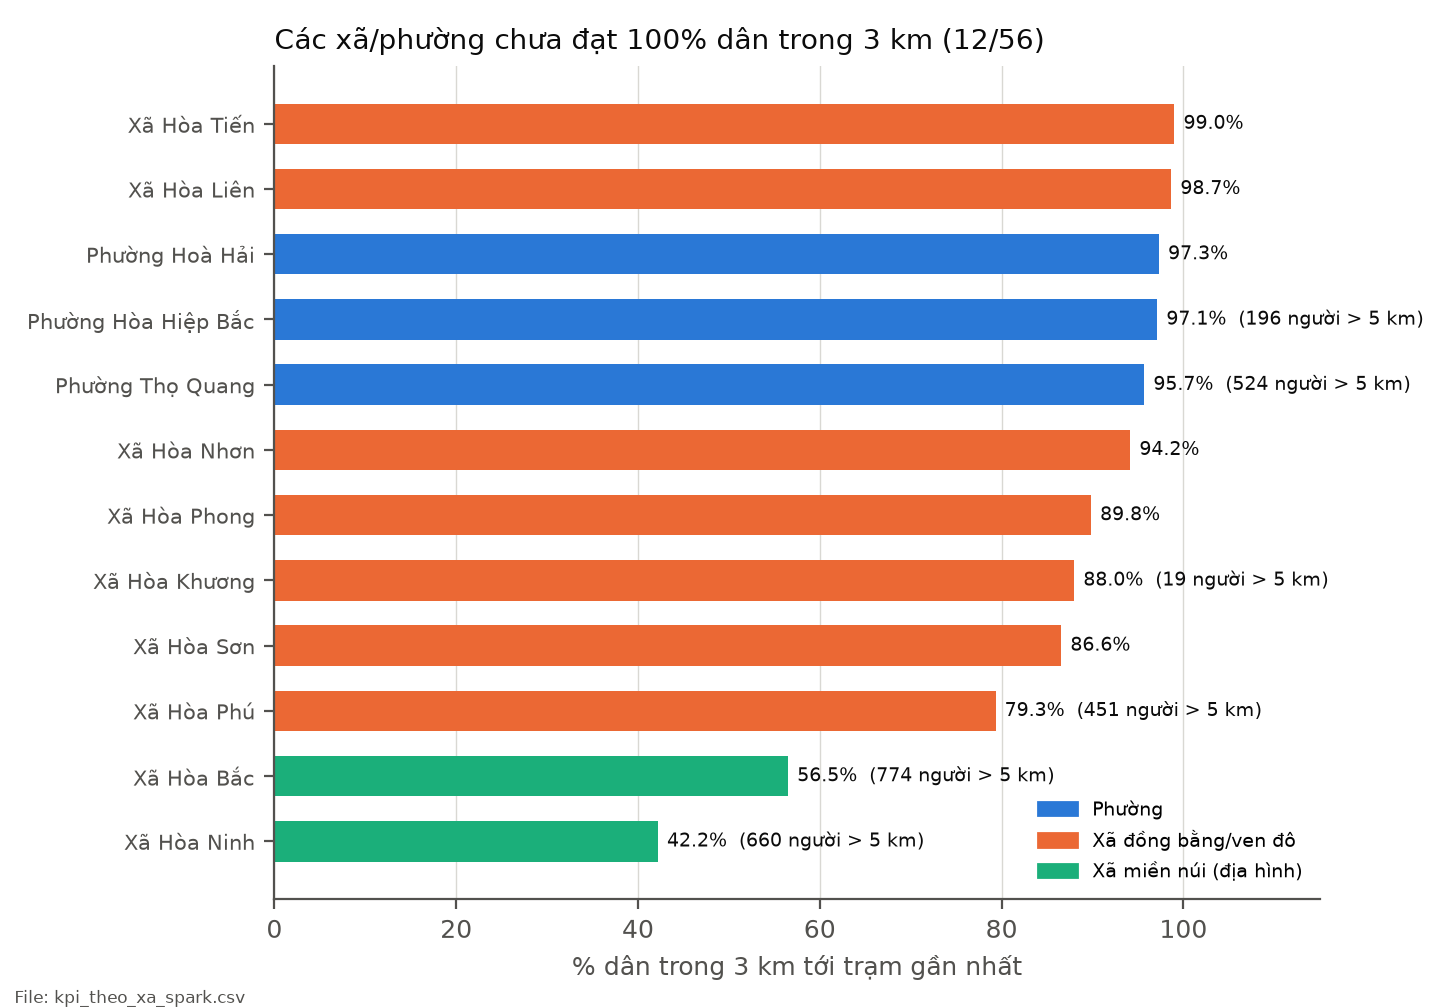 Các xã/phường chưa đạt 100% dân trong 3 km (12/56)
Xã Hòa Tiến 99.0%
Xã Hòa Liên 98.7%
Phường Hoà Hải 97.3%
Phường Hòa Hiệp Bắc 97.1% (196 người > 5 km)
Phường Thọ Quang 95.7% (524 người > 5 km)
Xã Hòa Nhơn 94.2%
Xã Hòa Phong 89.8%
Xã Hòa Khương 88.0% (19 người > 5 km)
Xã Hòa Sơn 86.6%
Xã Hòa Phú 79.3% (451 người > 5 km)
Xã Hòa Bắc 56.5% (774 người > 5 km)
Xã Hòa Ninh 42.2% (660 người > 5 km)
Phường
Xã đồng bằng/ven đô
Xã miền núi (địa hình)
0 20 40 60 80 100
% dân trong 3 km tới trạm gần nhất
File: kpi_theo_xa_spark.csv